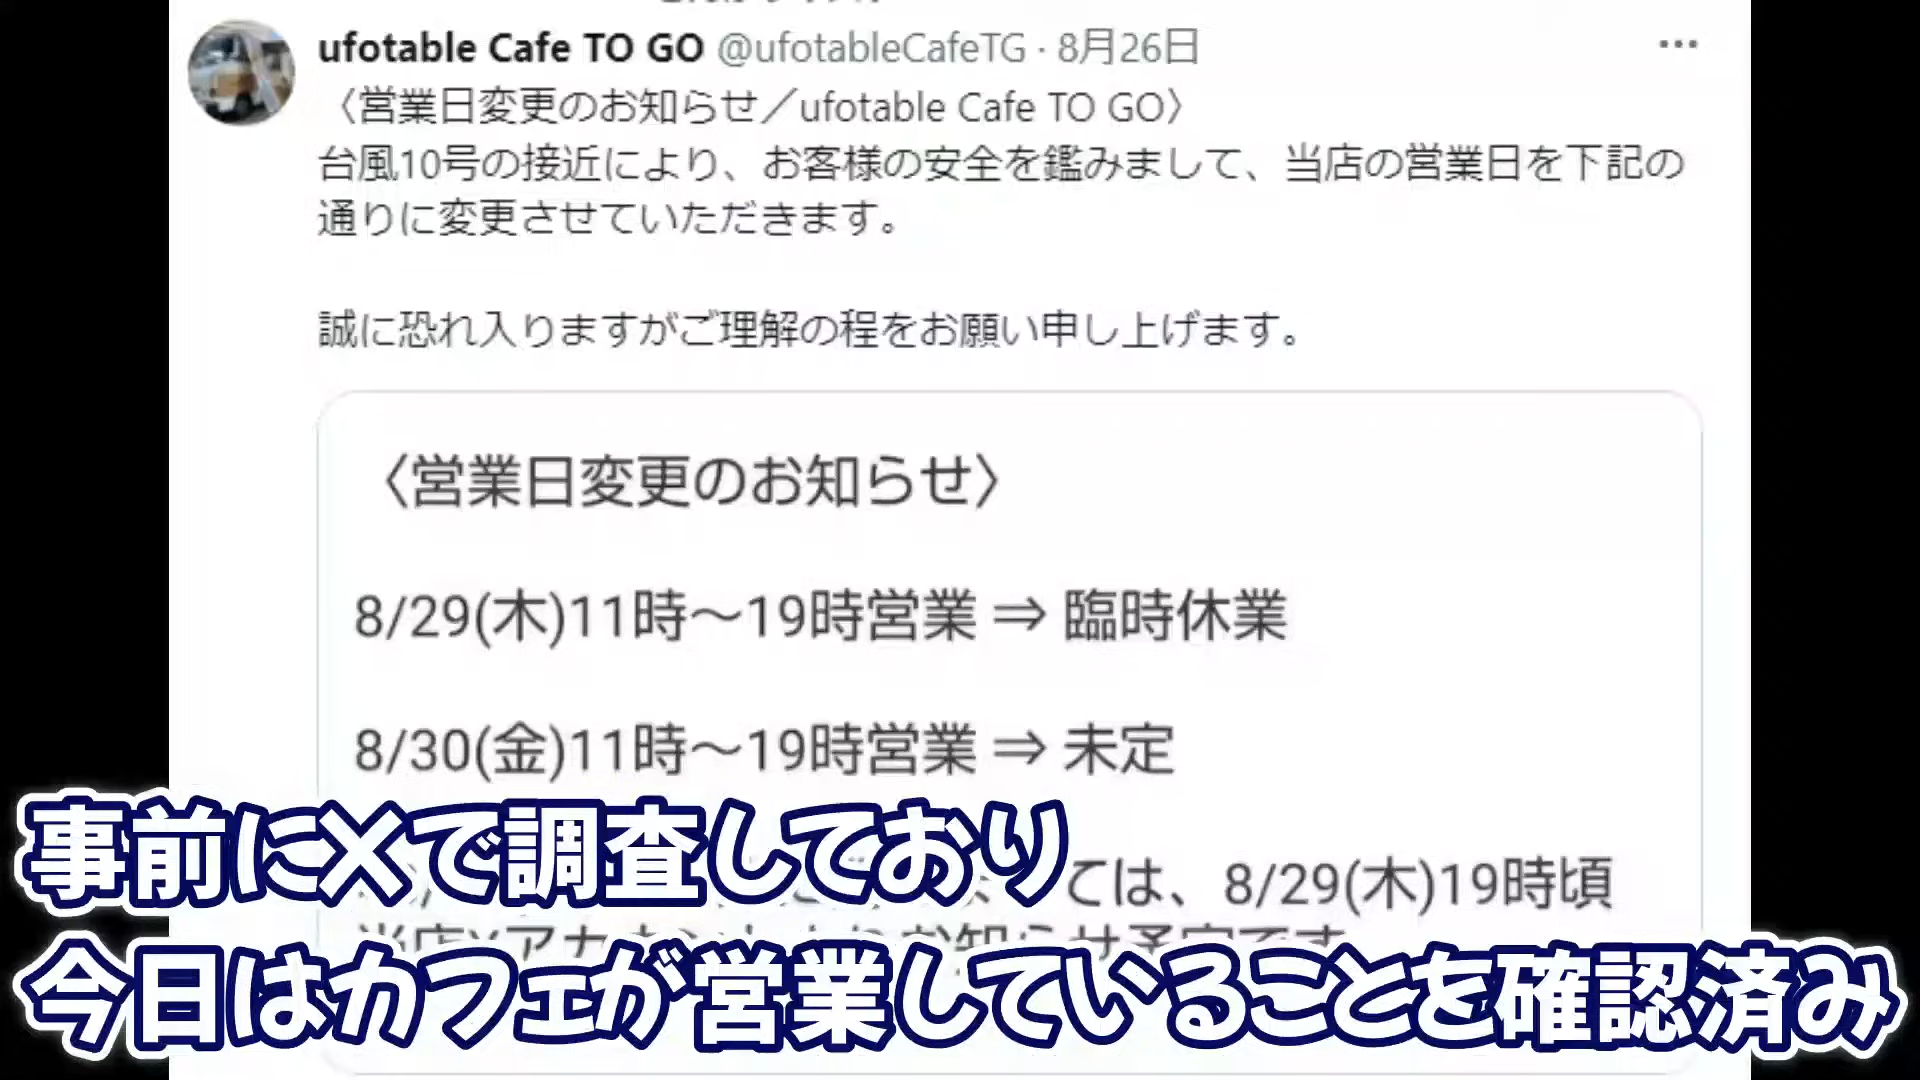 ufotable Cafe TO GO @ufotableCafeTG · 8月26日
〈営業日変更のお知らせ／ufotable Cafe TO GO〉
台風10号の接近により、お客様の安全を鑑みまして、当店の営業日を下記の
通りに変更させていただきます。
誠に恐れ入りますがご理解の程をお願い申し上げます。
〈営業日変更のお知らせ〉
8/29(木)11時～19時営業 ⇒ 臨時休業
8/30(金)11時～19時営業 ⇒ 未定
ては、8/29(木)19時頃
お知らせ予定です
事前にXで調査しており
今日はカフェが営業していることを確認済み